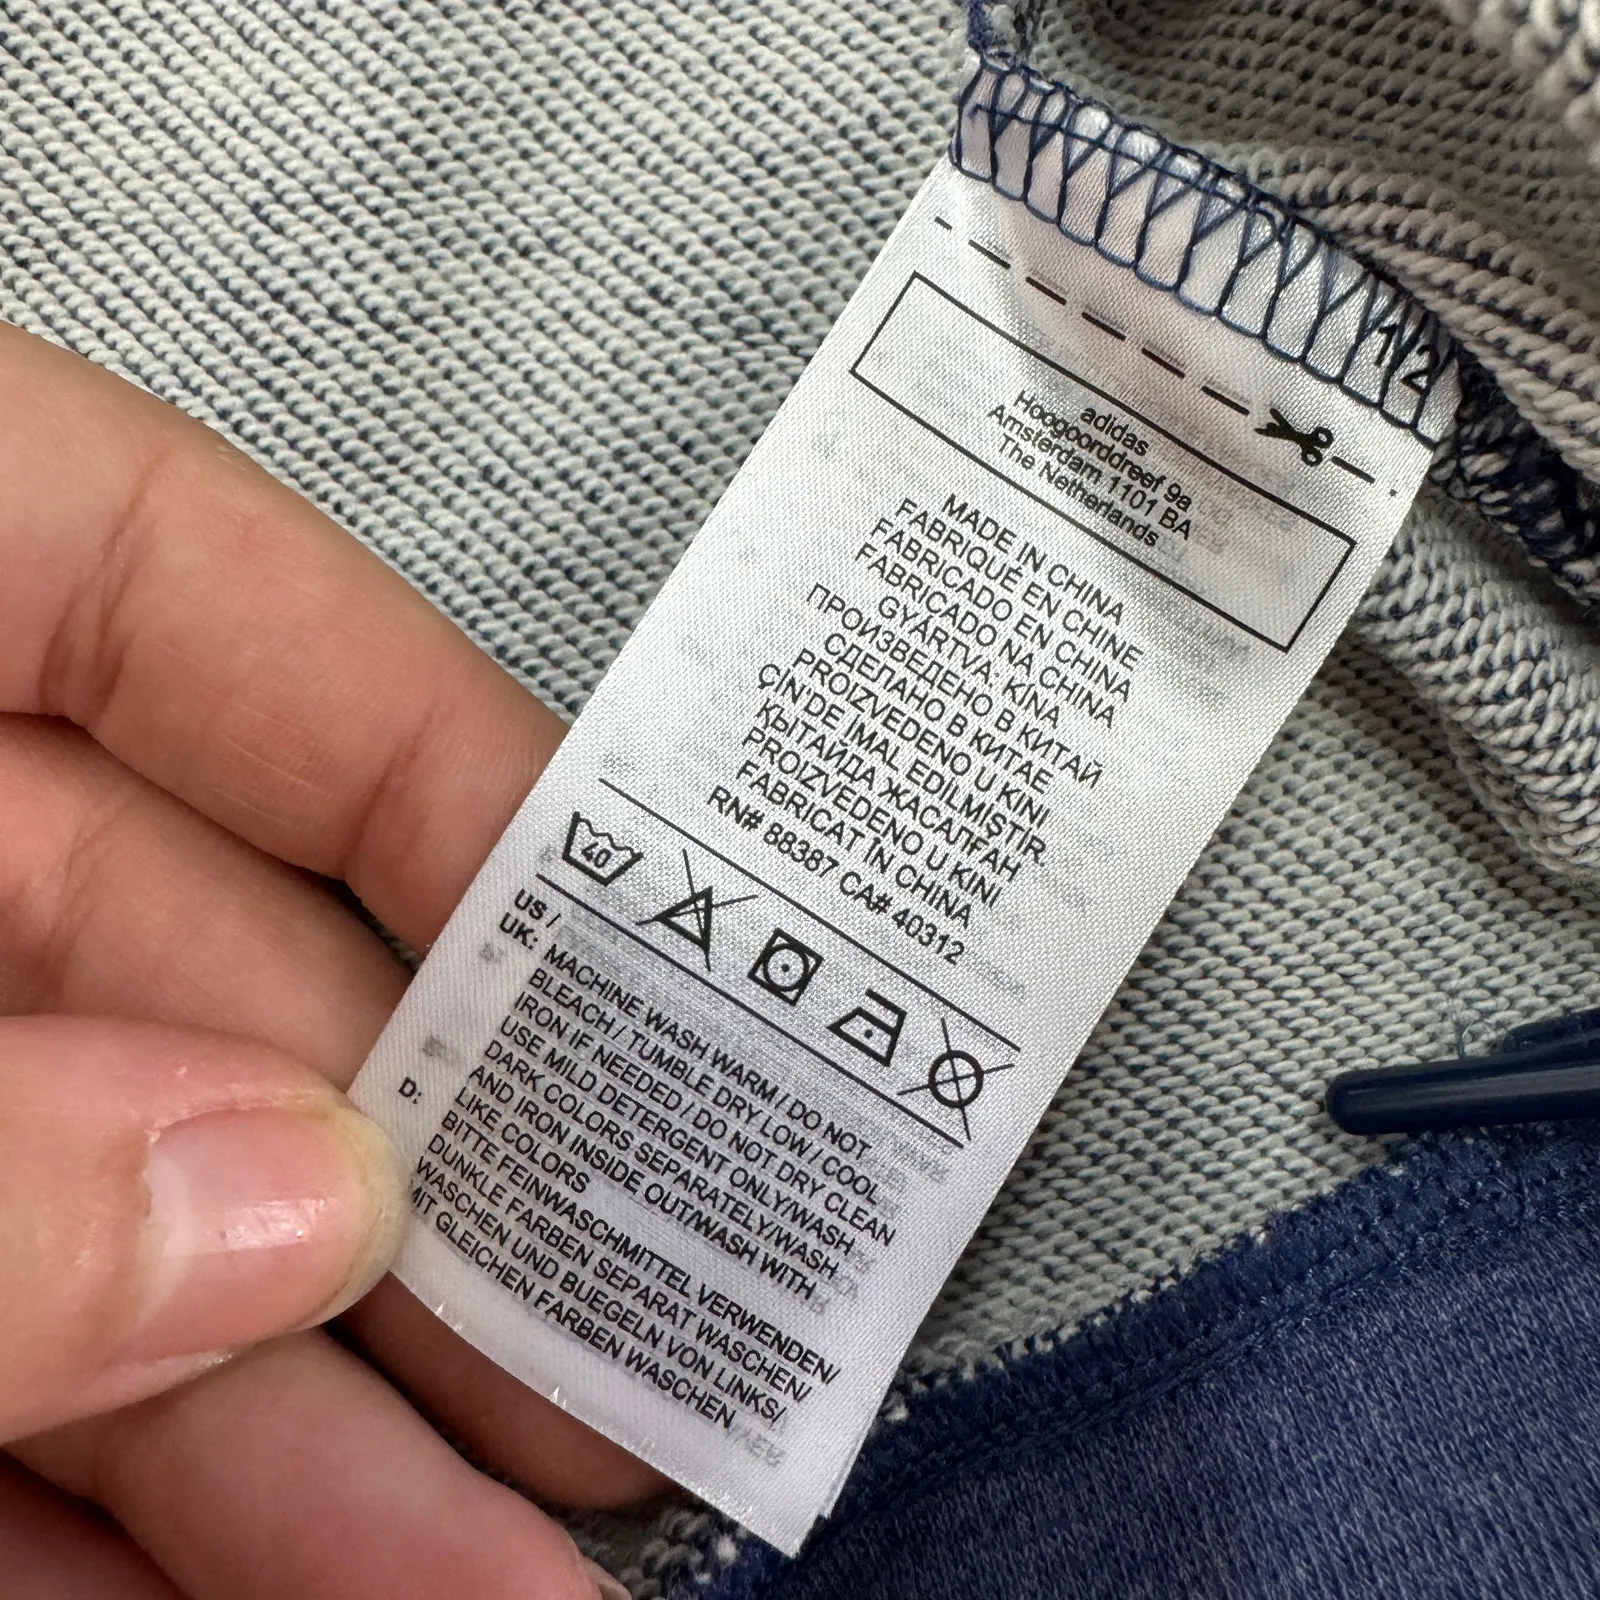 1/2
adidas
Hoogoorddreef 9a
Amsterdam 1101 BA
The Netherlands
MADE IN CHINA
FABRIQUÉ EN CHINE
FABRICADO EN CHINA
FABRICADO NA CHINA
GYÁRTVA: KÍNA
ПРОИЗВЕДЕНО В КИТАЙ
СДЕЛАНО В КИТАЕ
PROIZVEDENO U KINI
ÇİN'DE İMAL EDİLMİŞTİR.
ҚЫТАЙДА ЖАСАЛҒАН
PROIZVEDENO U KINI
FABRICAT ÎN CHINA
RN# 88387 CA# 40312
40
US /
UK: MACHINE WASH WARM / DO NOT
BLEACH / TUMBLE DRY LOW / COOL
IRON IF NEEDED / DO NOT DRY CLEAN
USE MILD DETERGENT ONLY/WASH
DARK COLORS SEPARATELY/WASH
AND IRON INSIDE OUT/WASH WITH
LIKE COLORS
D: BITTE FEINWASCHMITTEL VERWENDEN/
DUNKLE FARBEN SEPARAT WASCHEN/
WASCHEN UND BUEGELN VON LINKS/
MIT GLEICHEN FARBEN WASCHEN